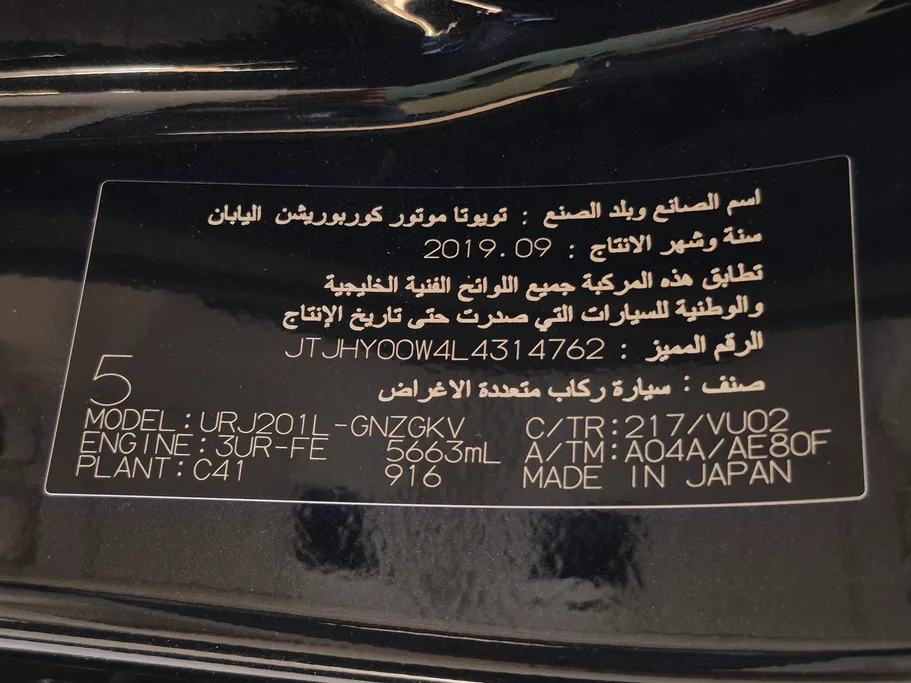 اسم الصانع وبلد الصنع : تويوتا موتور كوربوريشن اليابان
سنة وشهر الانتاج : 2019.09
تطابق هذه المركبة جميع اللوائح الفنية الخليجية
والوطنية للسيارات التي صدرت حتى تاريخ الإنتاج
الرقم المميز : JTJHY00W4L4314762
صنف : سيارة ركاب متعددة الاغراض
5
MODEL:URJ201L-GNZGKV C/TR:217/VU02
ENGINE:3UR-FE 5663mL A/TM:A04A/AE80F
PLANT:C41 916 MADE IN JAPAN